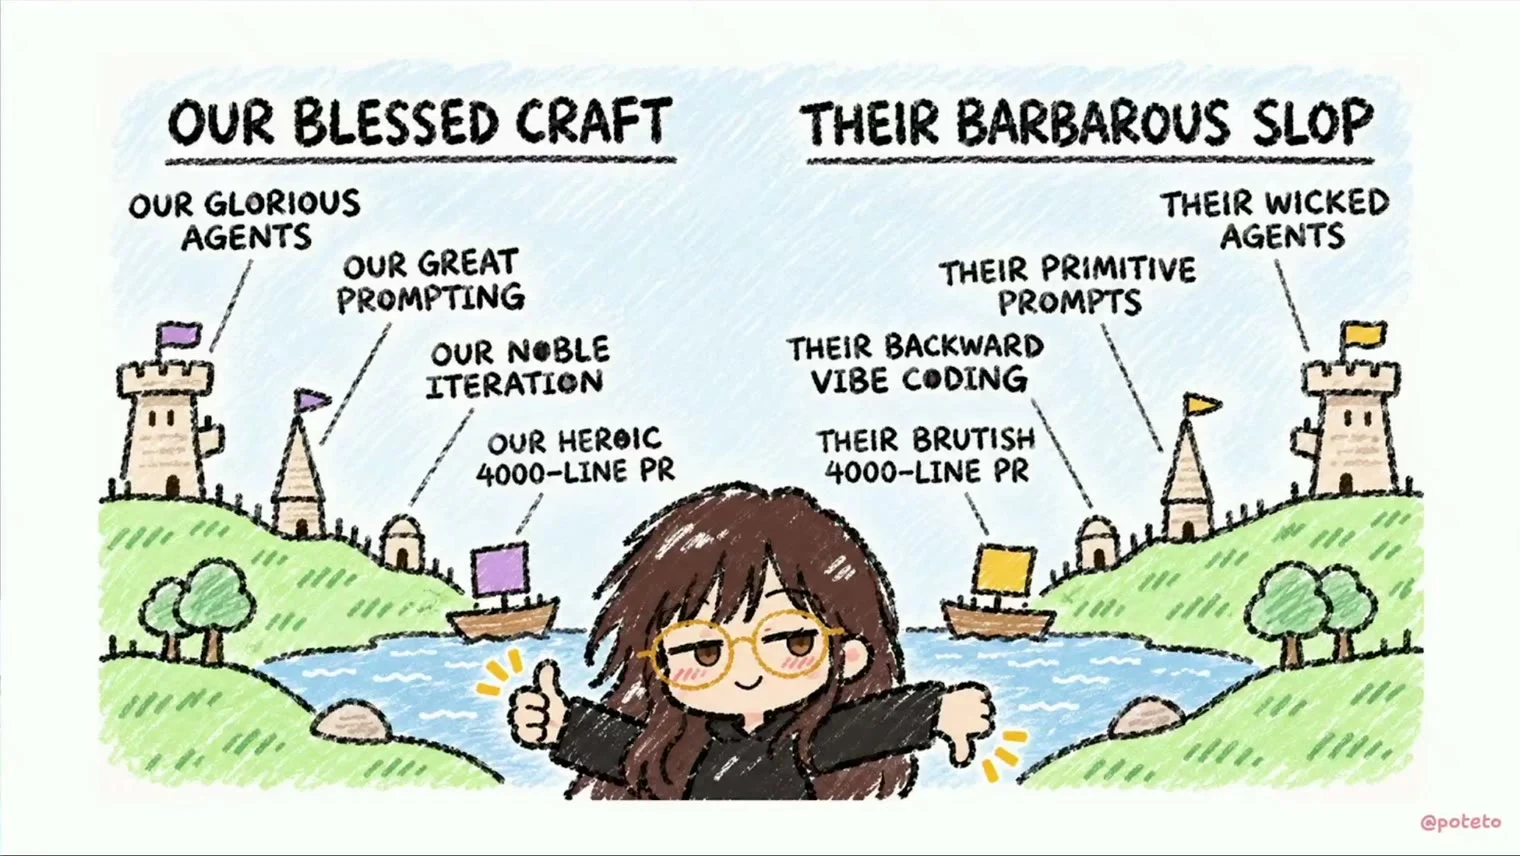 OUR BLESSED CRAFT
OUR GLORIOUS
AGENTS
OUR GREAT
PROMPTING
OUR NOBLE
ITERATION
OUR HEROIC
4000-LINE PR
THEIR BARBAROUS SLOP
THEIR WICKED
AGENTS
THEIR PRIMITIVE
PROMPTS
THEIR BACKWARD
VIBE CODING
THEIR BRUTISH
4000-LINE PR
@poteto